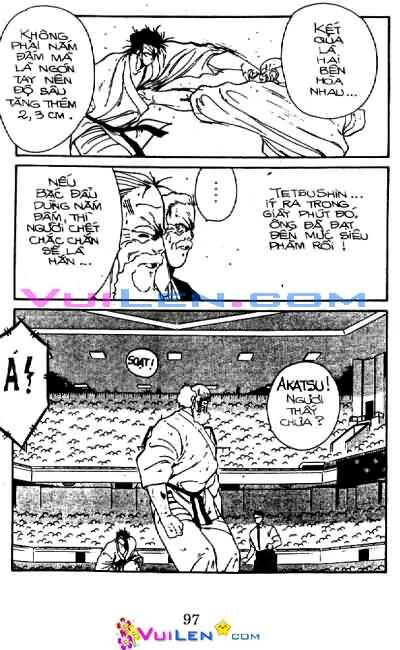 KẾT
QUẢ
LÀ
HAI
BÊN
HÒA
NHAU...
KHÔNG
PHẢI NẮM
ĐẤM MÀ
LÀ NGÓN
TAY NÊN
ĐỘ SÂU
TĂNG THÊM
2, 3 CM.
TETSUSHIN...
ÍT RA TRONG
GIÂY PHÚT ĐÓ,
ÔNG ĐÃ ĐẠT
ĐẾN MỨC SIÊU
PHÀM RỒI!
...
NẾU
BẮC ĐẨU
DÙNG NẮM
ĐẤM, THÌ
NGƯỜI CHẾT
CHẮC CHẮN
SẼ LÀ
HẮN...
VUILEN.COM
SOẠT!
AKATSU!
NGƯƠI
THẤY
CHƯA?
Á!
97
VUILEN.COM